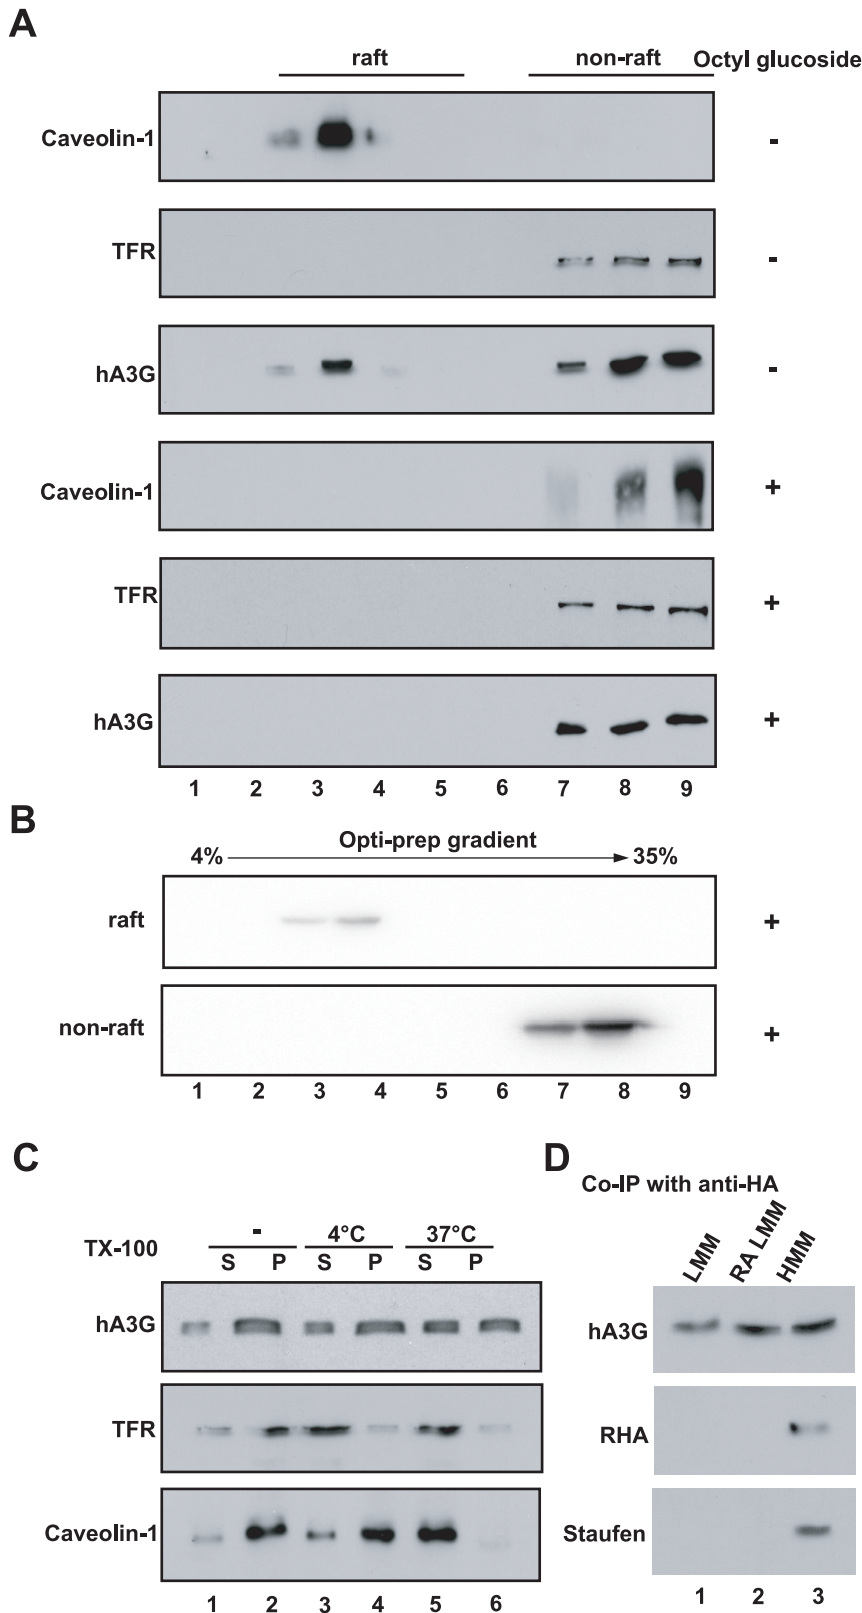 A
raft non-raft Octyl glucoside
Caveolin-1 -
TFR -
hA3G -
Caveolin-1 +
TFR +
hA3G +
1 2 3 4 5 6 7 8 9
B
Opti-prep gradient
4% 35%
raft +
non-raft +
1 2 3 4 5 6 7 8 9
C
TX-100 - 4°C 37°C
S P S P S P
hA3G
TFR
Caveolin-1
1 2 3 4 5 6
D
Co-IP with anti-HA
LMM RA LMM HMM
hA3G
RHA
Staufen
1 2 3